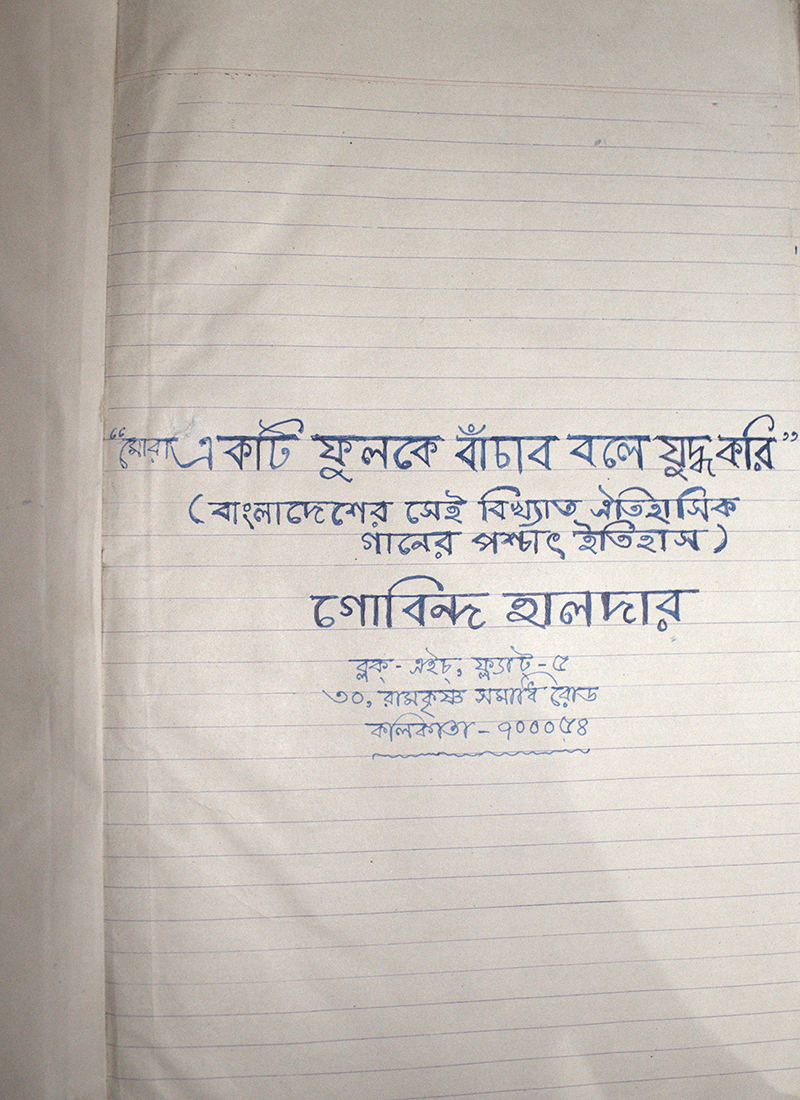 “মোরা একটি ফুলকে বাঁচাব বলে যুদ্ধ করি”
(বাংলাদেশের সেই বিখ্যাত ঐতিহাসিক
গানের পশ্চাৎ ইতিহাস)
গোবিন্দ হালদার
ব্লক্ - এইচ্, ফ্ল্যাট্ - ৫
৩০, রামকৃষ্ণ সমাধি রোড
কলিকাতা - ৭০০০৫৪